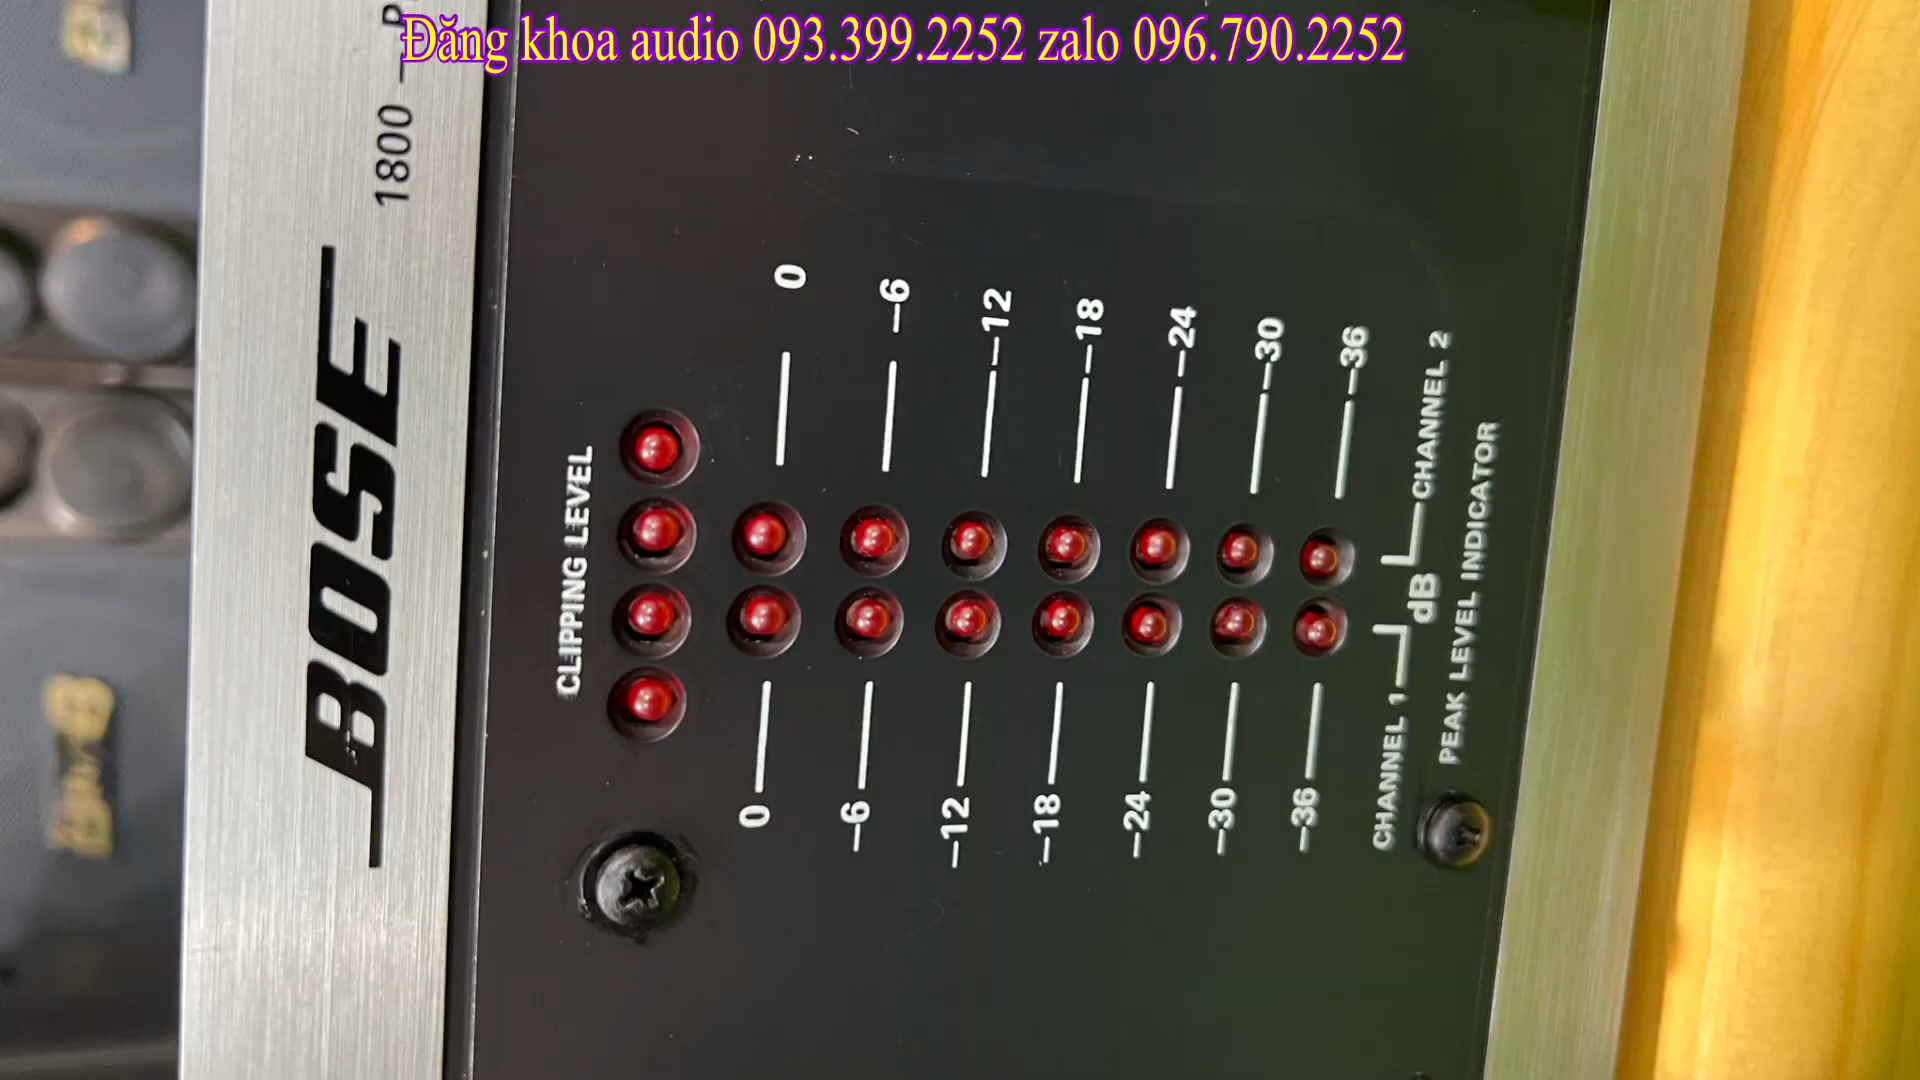 Đăng khoa audio 093.399.2252 zalo 096.790.2252
BOSE
1800
CLIPPING LEVEL
0 0
-6 -6
-12 -12
-18 -18
-24 -24
-30 -30
-36 -36
CHANNEL 1 dB CHANNEL 2
PEAK LEVEL INDICATOR